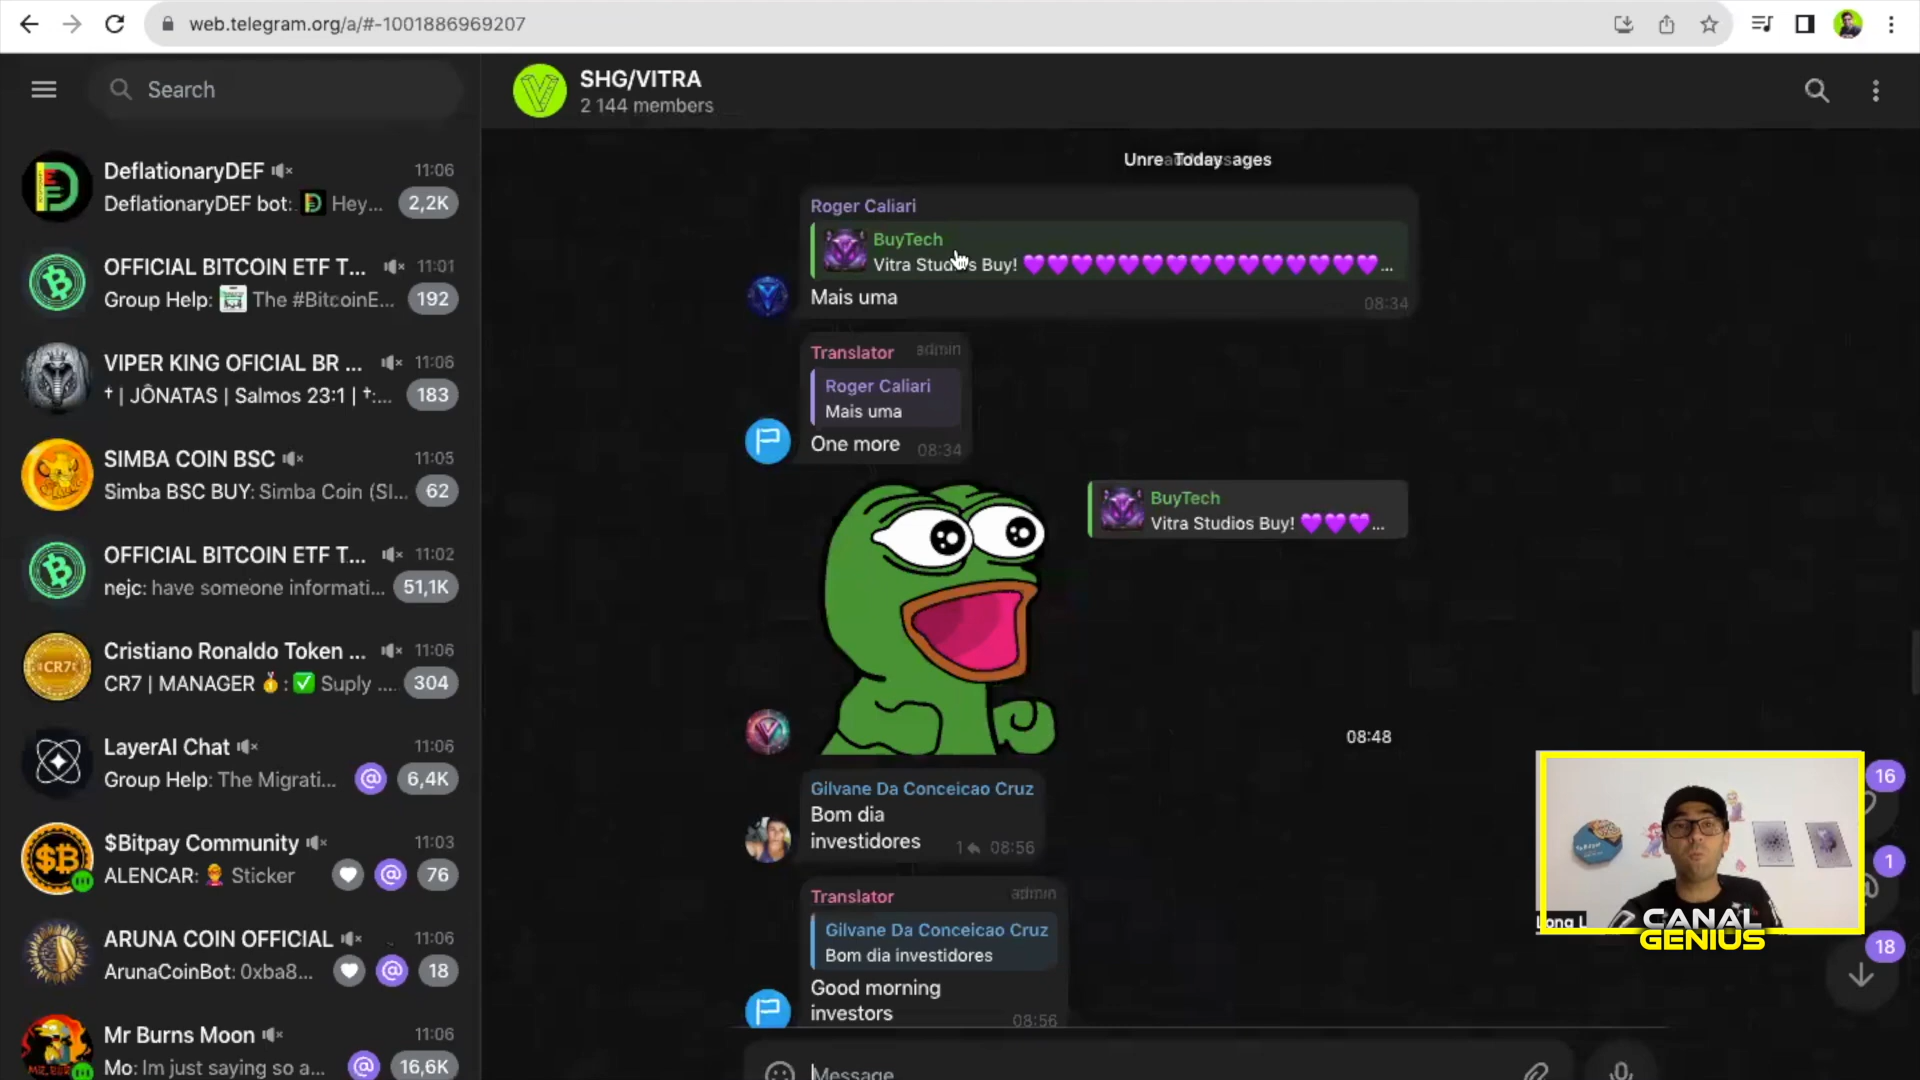 web.telegram.org/a/#-1001886969207
Search
DeflationaryDEF 11:06
DeflationaryDEF bot: Hey... 2,2K
OFFICIAL BITCOIN ETF T... 11:01
Group Help: The #BitcoinE... 192
VIPER KING OFICIAL BR ... 11:06
† | JÔNATAS | Salmos 23:1 | †:... 183
SIMBA COIN BSC 11:05
Simba BSC BUY: Simba Coin (SI... 62
OFFICIAL BITCOIN ETF T... 11:02
nejc: have someone informati... 51,1K
Cristiano Ronaldo Token ... 11:06
CR7 | MANAGER 🥇: ✅ Suply .... 304
CR7
LayerAI Chat 11:06
Group Help: The Migrati... @ 6,4K
$Bitpay Community 11:03
ALENCAR: Sticker @ 76
$B
ARUNA COIN OFFICIAL 11:06
ArunaCoinBot: 0xba8... @ 18
Mr Burns Moon 11:06
Mo: Im just saying so a... @ 16,6K
SHG/VITRA
2 144 members
Today
Roger Caliari
BuyTech
Vitra Studios Buy! 💜💜💜💜💜💜💜💜💜💜💜💜💜💜💜...
Mais uma 08:34
Translator admin
Roger Caliari
Mais uma
One more 08:34
BuyTech
Vitra Studios Buy! 💜💜💜...
08:48
Gilvane Da Conceicao Cruz
Bom dia
investidores 1 08:56
Translator admin
Gilvane Da Conceicao Cruz
Bom dia investidores
Good morning
investors 08:56
Message
16
1
18
CANAL
GENIUS